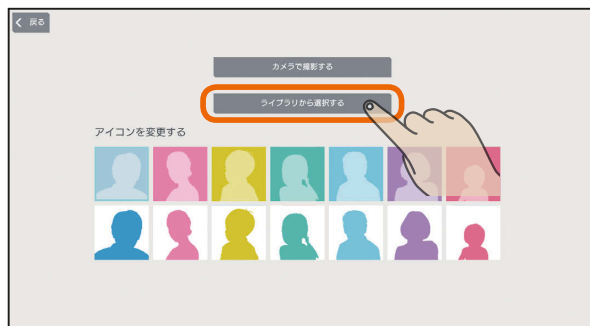 戻る
カメラで撮影する
ライブラリから選択する
アイコンを変更する